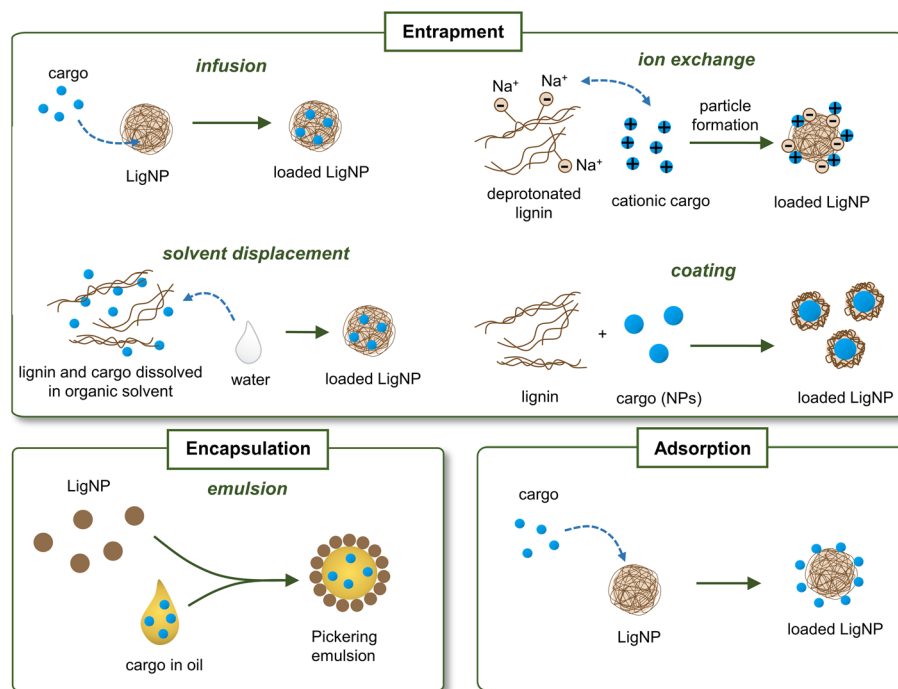 Entrapment
infusion
cargo
LigNP
loaded LigNP
ion exchange
Na⁺
Na⁺
Na⁺
deprotonated
lignin
cationic cargo
particle
formation
loaded LigNP
solvent displacement
lignin and cargo dissolved
in organic solvent
water
loaded LigNP
coating
lignin
+
cargo (NPs)
loaded LigNP
Encapsulation
emulsion
LigNP
cargo in oil
Pickering
emulsion
Adsorption
cargo
LigNP
loaded LigNP